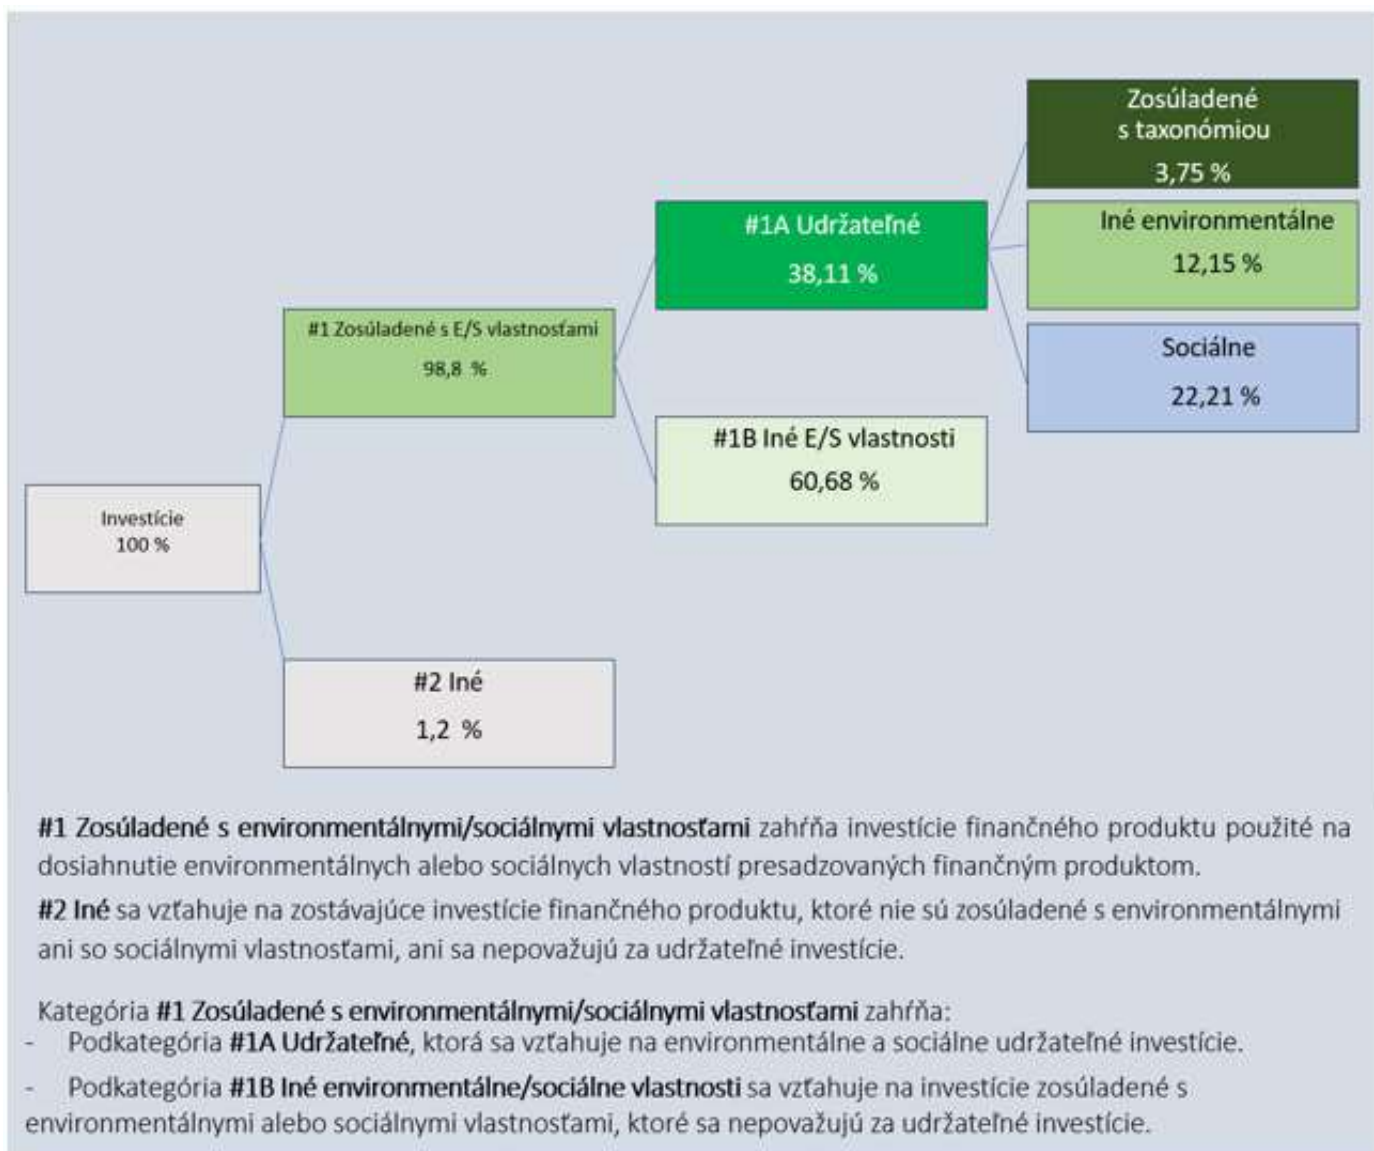 Zosúladené
s taxonómiou
3,75 %
#1A Udržateľné
38,11 %
Iné environmentálne
12,15 %
#1 Zosúladené s E/S vlastnosťami
98,8 %
Sociálne
22,21 %
#1B Iné E/S vlastnosti
60,68 %
Investície
100 %
#2 Iné
1,2 %
#1 Zosúladené s environmentálnymi/sociálnymi vlastnosťami zahŕňa investície finančného produktu použité na
dosiahnutie environmentálnych alebo sociálnych vlastností presadzovaných finančným produktom.
#2 Iné sa vzťahuje na zostávajúce investície finančného produktu, ktoré nie sú zosúladené s environmentálnymi
ani so sociálnymi vlastnosťami, ani sa nepovažujú za udržateľné investície.
Kategória #1 Zosúladené s environmentálnymi/sociálnymi vlastnosťami zahŕňa:
- Podkategória #1A Udržateľné, ktorá sa vzťahuje na environmentálne a sociálne udržateľné investície.
- Podkategória #1B Iné environmentálne/sociálne vlastnosti sa vzťahuje na investície zosúladené s
environmentálnymi alebo sociálnymi vlastnosťami, ktoré sa nepovažujú za udržateľné investície.